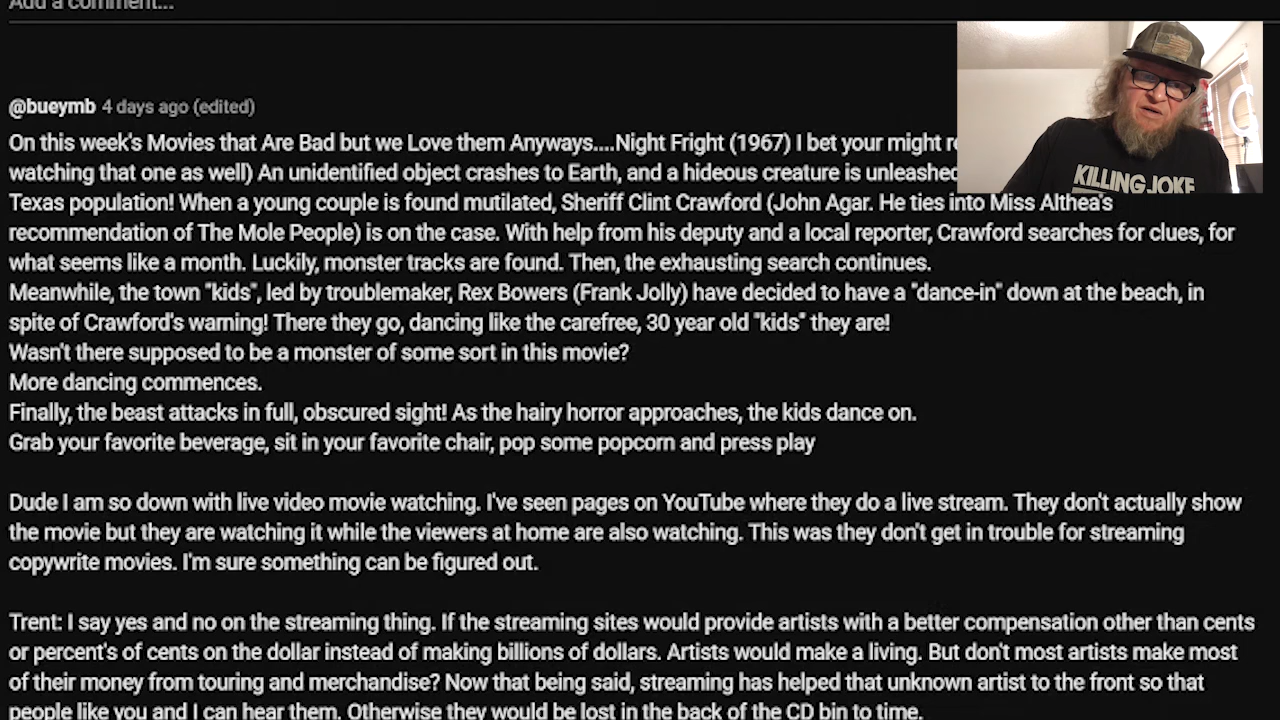 Add a comment...
@bueymb 4 days ago (edited)
On this week's Movies that Are Bad but we Love them Anyways....Night Fright (1967) I bet your might
watching that one as well) An unidentified object crashes to Earth, and a hideous creature is unleashed
Texas population! When a young couple is found mutilated, Sheriff Clint Crawford (John Agar. He ties into Miss Althea's
recommendation of The Mole People) is on the case. With help from his deputy and a local reporter, Crawford searches for clues, for
what seems like a month. Luckily, monster tracks are found. Then, the exhausting search continues.
Meanwhile, the town "kids", led by troublemaker, Rex Bowers (Frank Jolly) have decided to have a "dance-in" down at the beach, in
spite of Crawford's warning! There they go, dancing like the carefree, 30 year old "kids" they are!
Wasn't there supposed to be a monster of some sort in this movie?
More dancing commences.
Finally, the beast attacks in full, obscured sight! As the hairy horror approaches, the kids dance on.
Grab your favorite beverage, sit in your favorite chair, pop some popcorn and press play
Dude I am so down with live video movie watching. I've seen pages on YouTube where they do a live stream. They don't actually show
the movie but they are watching it while the viewers at home are also watching. This was they don't get in trouble for streaming
copywrite movies. I'm sure something can be figured out.
Trent: I say yes and no on the streaming thing. If the streaming sites would provide artists with a better compensation other than cents
or percent's of cents on the dollar instead of making billions of dollars. Artists would make a living. But don't most artists make most
of their money from touring and merchandise? Now that being said, streaming has helped that unknown artist to the front so that
people like you and I can hear them. Otherwise they would be lost in the back of the CD bin to time.
KILLING JOKE